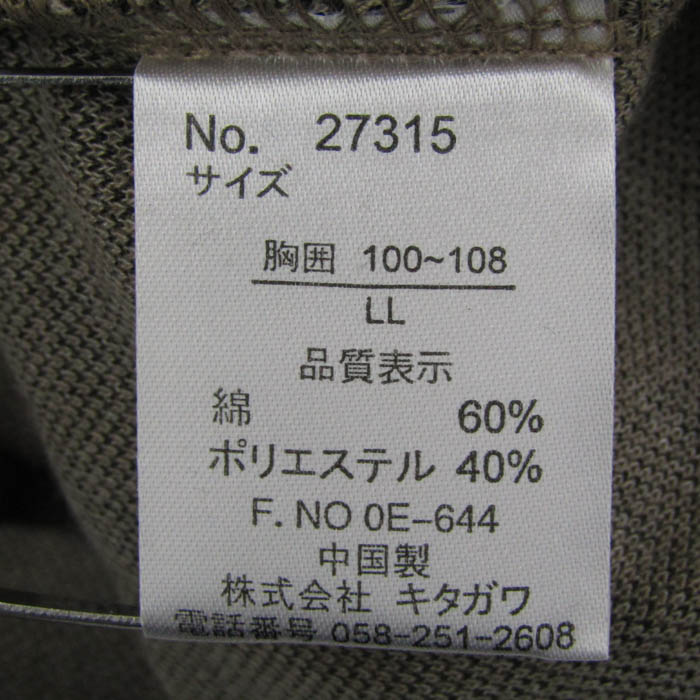 No. 27315
サイズ
胸囲 100~108
LL
品質表示
綿 60%
ポリエステル 40%
F. NO 0E-644
中国製
株式会社 キタガワ
電話番号 058-251-2608